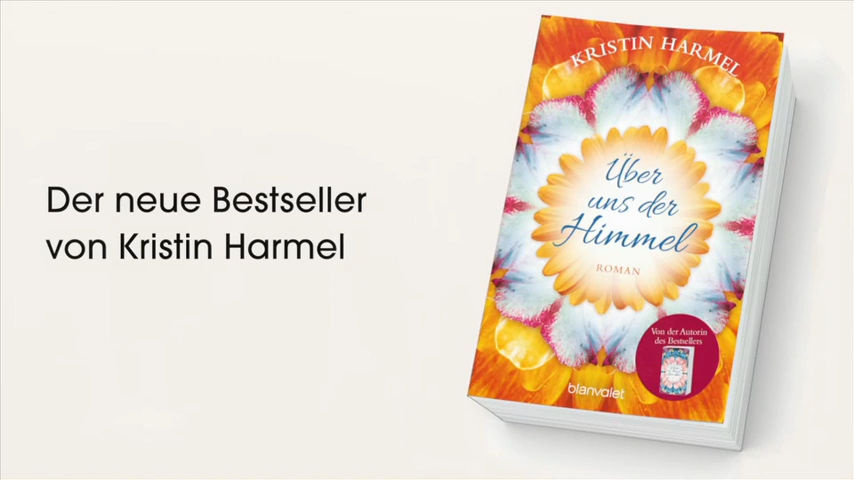 Der neue Bestseller
von Kristin Harmel
KRISTIN HARMEL
Über
uns der
Himmel
ROMAN
Von der Autorin
des Bestsellers
blanvalet